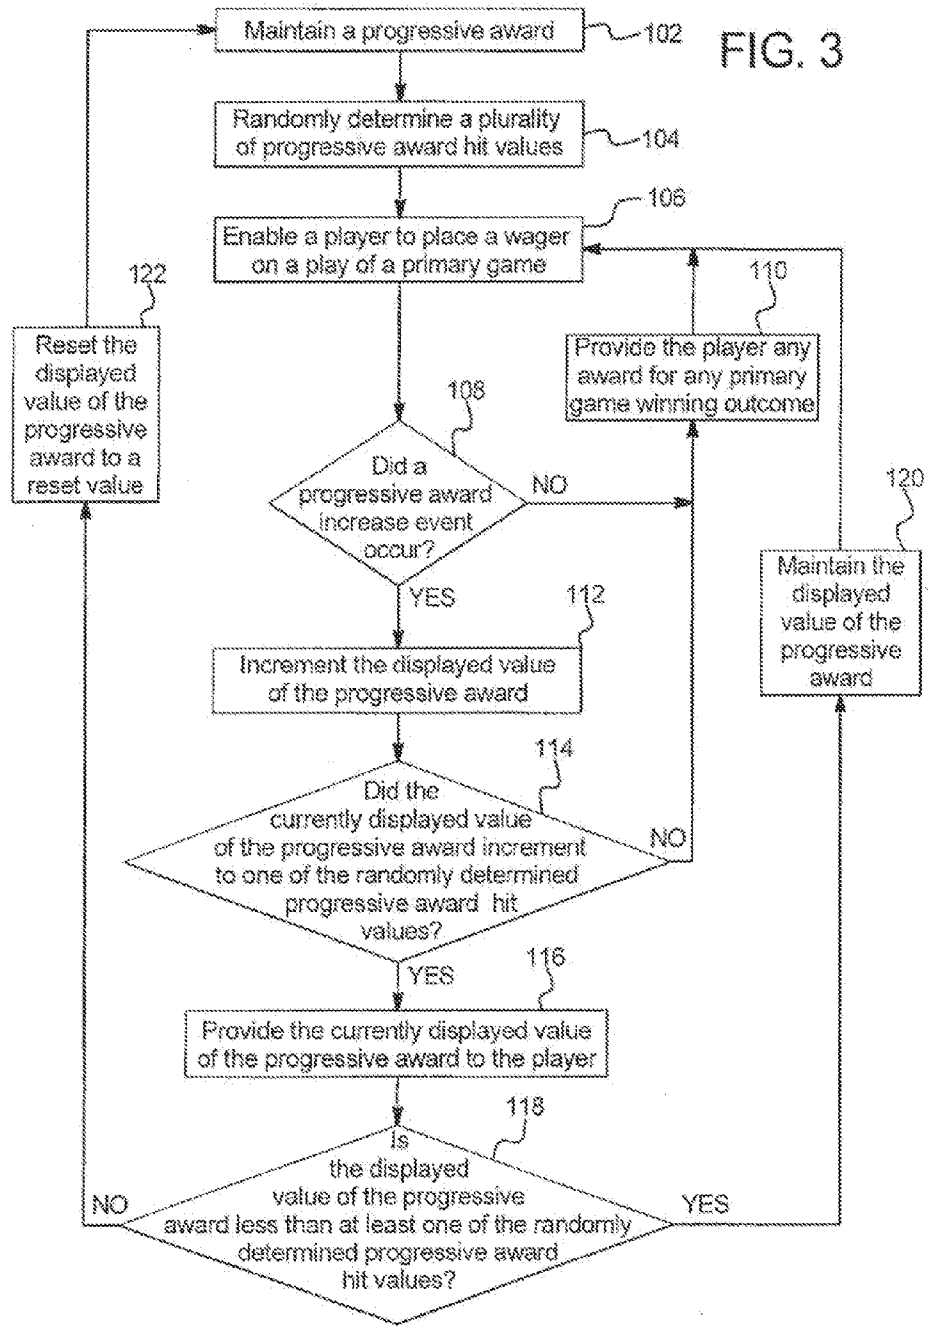 Maintain a progressive award
102
FIG. 3
Randomly determine a plurality
of progressive award hit values
104
106
Enable a player to place a wager
on a play of a primary game
122
110
Reset the
displayed
value of the
progressive
award to a
reset value
Provide the player any
award for any primary
game winning outcome
108
Did a
progressive award
increase event
occur?
NO
YES
120
Maintain the
displayed
value of the
progressive
award
112
Increment the displayed value
of the progressive award
114
Did the
currently displayed value
of the progressive award increment
to one of the randomly determined
progressive award hit
values?
NO
YES
116
Provide the currently displayed value
of the progressive award to the player
118
Is
the displayed
value of the progressive
award less than at least one of the randomly
determined progressive award
hit values?
NO
YES